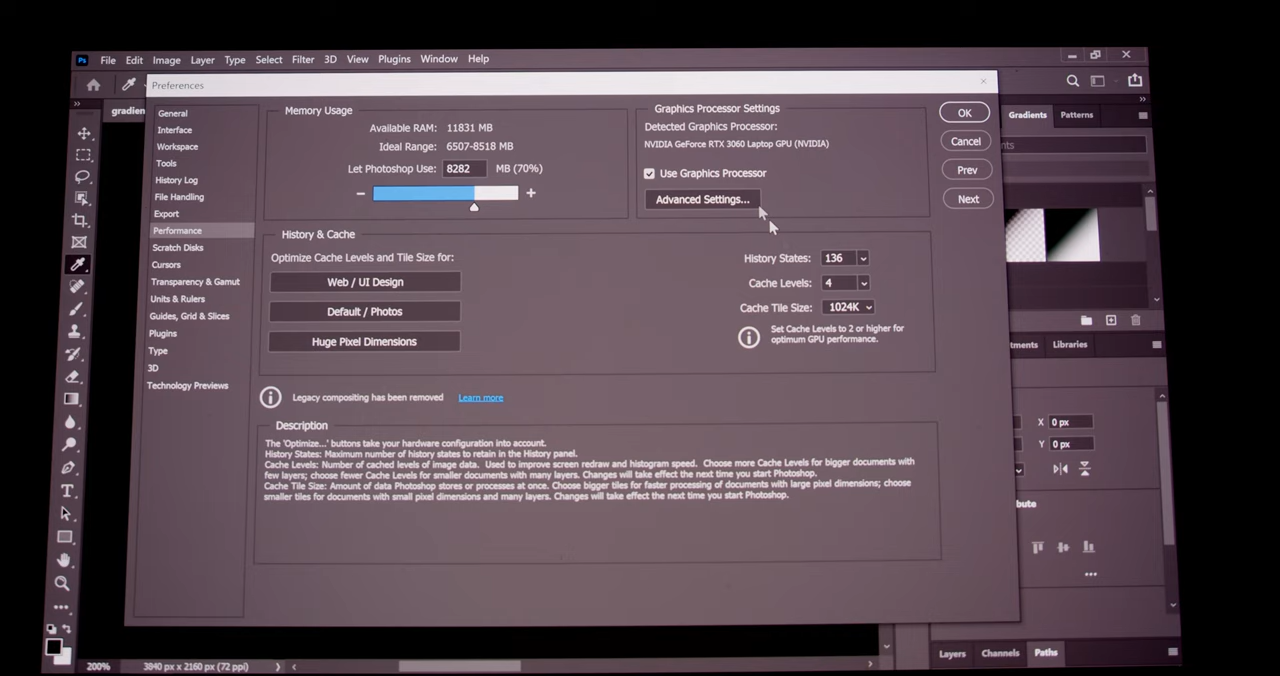 Ps File Edit Image Layer Type Select Filter 3D View Plugins Window Help
Preferences
General
Interface
Workspace
Tools
History Log
File Handling
Export
Performance
Scratch Disks
Cursors
Transparency & Gamut
Units & Rulers
Guides, Grid & Slices
Plugins
Type
3D
Technology Previews
Memory Usage
Available RAM: 11831 MB
Ideal Range: 6507-8518 MB
Let Photoshop Use: 8282 MB (70%)
Graphics Processor Settings
Detected Graphics Processor:
NVIDIA GeForce RTX 3060 Laptop GPU (NVIDIA)
Use Graphics Processor
Advanced Settings...
OK
Cancel
Prev
Next
History & Cache
Optimize Cache Levels and Tile Size for:
Web / UI Design
Default / Photos
Huge Pixel Dimensions
History States: 136
Cache Levels: 4
Cache Tile Size: 1024K
Set Cache Levels to 2 or higher for
optimum GPU performance.
Legacy compositing has been removed Learn more
Description
The 'Optimize...' buttons take your hardware configuration into account.
History States: Maximum number of history states to retain in the History panel.
Cache Levels: Number of cached levels of image data. Used to improve screen redraw and histogram speed. Choose more Cache Levels for bigger documents with
few layers; choose fewer Cache Levels for smaller documents with many layers. Changes will take effect the next time you start Photoshop.
Cache Tile Size: Amount of data Photoshop stores or processes at once. Choose bigger tiles for faster processing of documents with large pixel dimensions; choose
smaller tiles for documents with small pixel dimensions and many layers. Changes will take effect the next time you start Photoshop.
gradien
Gradients Patterns
nts
tments Libraries
X 0 px
Y 0 px
bute
Layers Channels Paths
200% 3840 px x 2160 px (72 ppi)